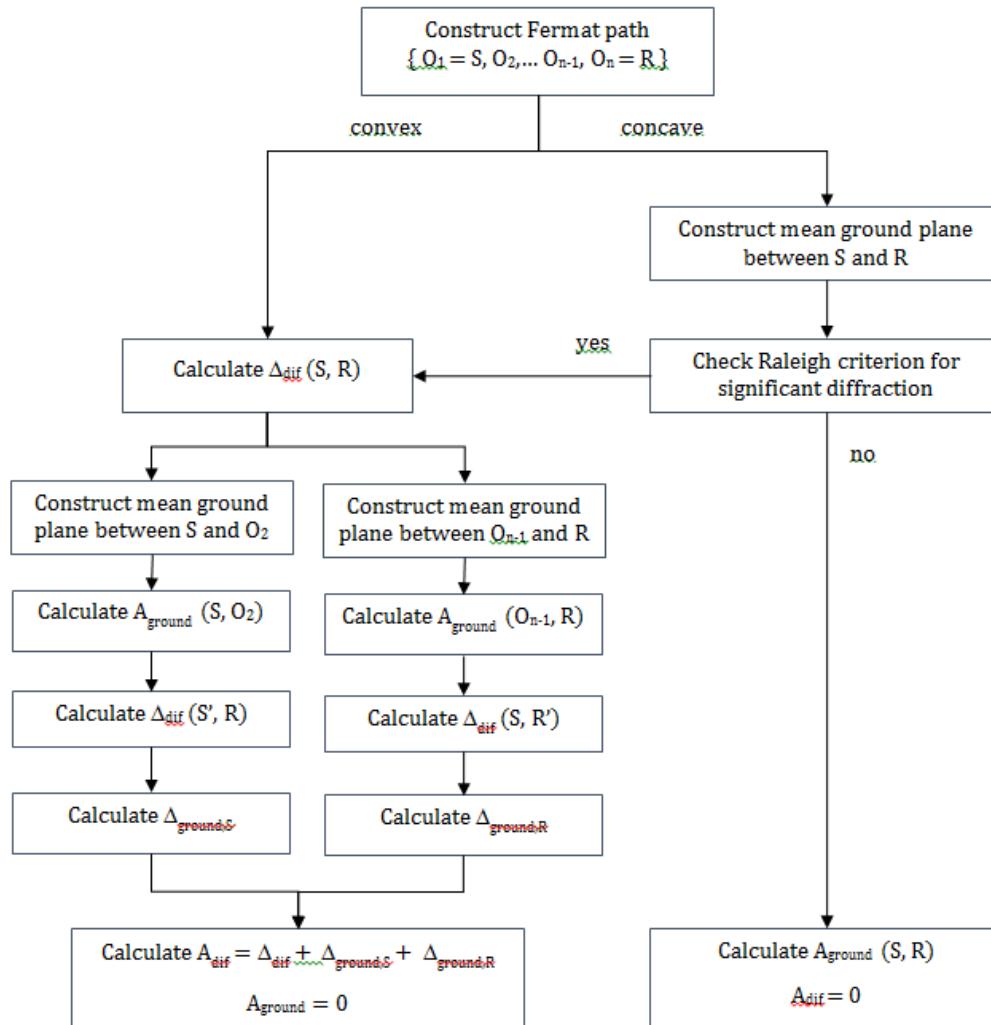 Construct Fermat path
{ O₁ = S, O₂,… Oₙ₋₁, Oₙ = R }
convex
concave
Construct mean ground plane
between S and R
yes
Calculate Δdif (S, R)
Check Raleigh criterion for
significant diffraction
no
Construct mean ground
plane between S and O₂
Construct mean ground
plane between Oₙ₋₁ and R
Calculate Aground (S, O₂)
Calculate Aground (Oₙ₋₁, R)
Calculate Δdif (S’, R)
Calculate Δdif (S, R’)
Calculate Δground,S
Calculate Δground,R
Calculate Adif = Δdif + Δground,S + Δground,R
Aground = 0
Calculate Aground (S, R)
Adif = 0